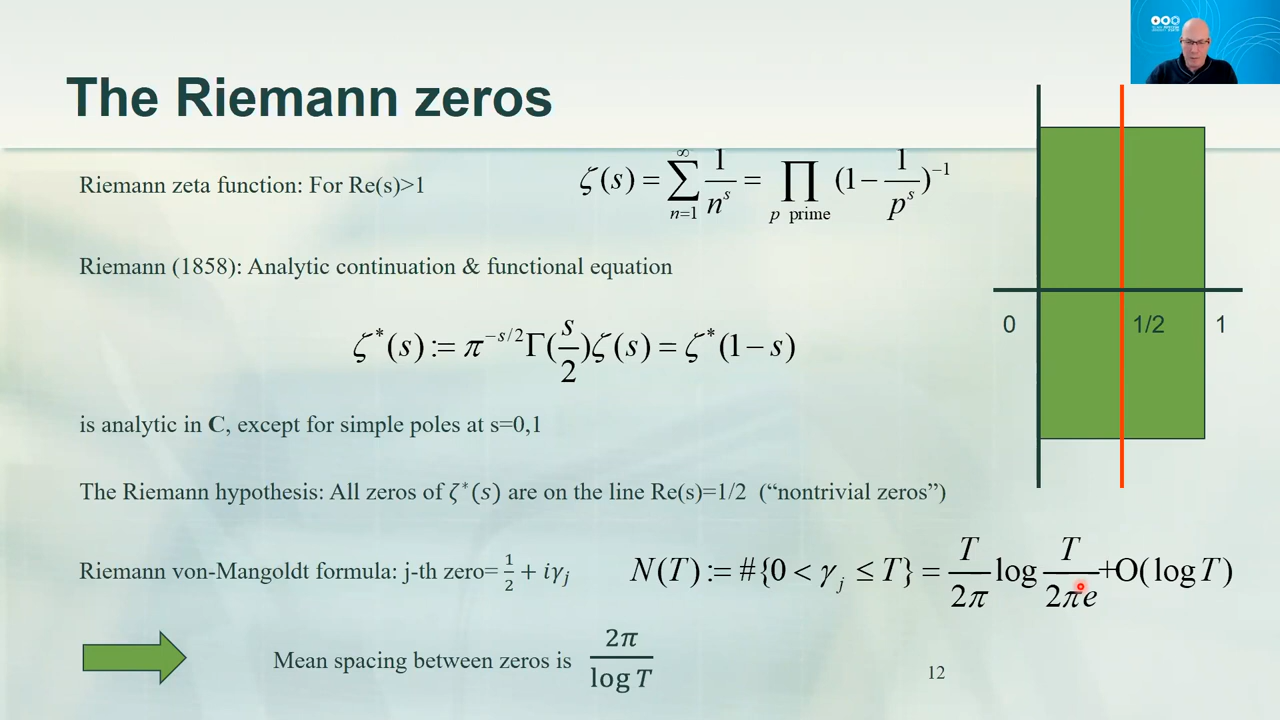 The Riemann zeros
Riemann zeta function: For Re(s)>1
ζ(s) = ∑_{n=1}^{∞} 1/n^s = ∏_{p prime} (1 − 1/p^s)^{−1}
Riemann (1858): Analytic continuation & functional equation
ζ*(s) := π^{−s/2} Γ(s/2) ζ(s) = ζ*(1 − s)
is analytic in C, except for simple poles at s=0,1
The Riemann hypothesis: All zeros of ζ*(s) are on the line Re(s)=1/2 (“nontrivial zeros”)
Riemann von-Mangoldt formula: j-th zero= 1/2 + iγ_j
N(T) := #{0 < γ_j ≤ T} = T/2π log T/2πe + O(log T)
Mean spacing between zeros is 2π/log T
0 1/2 1
12